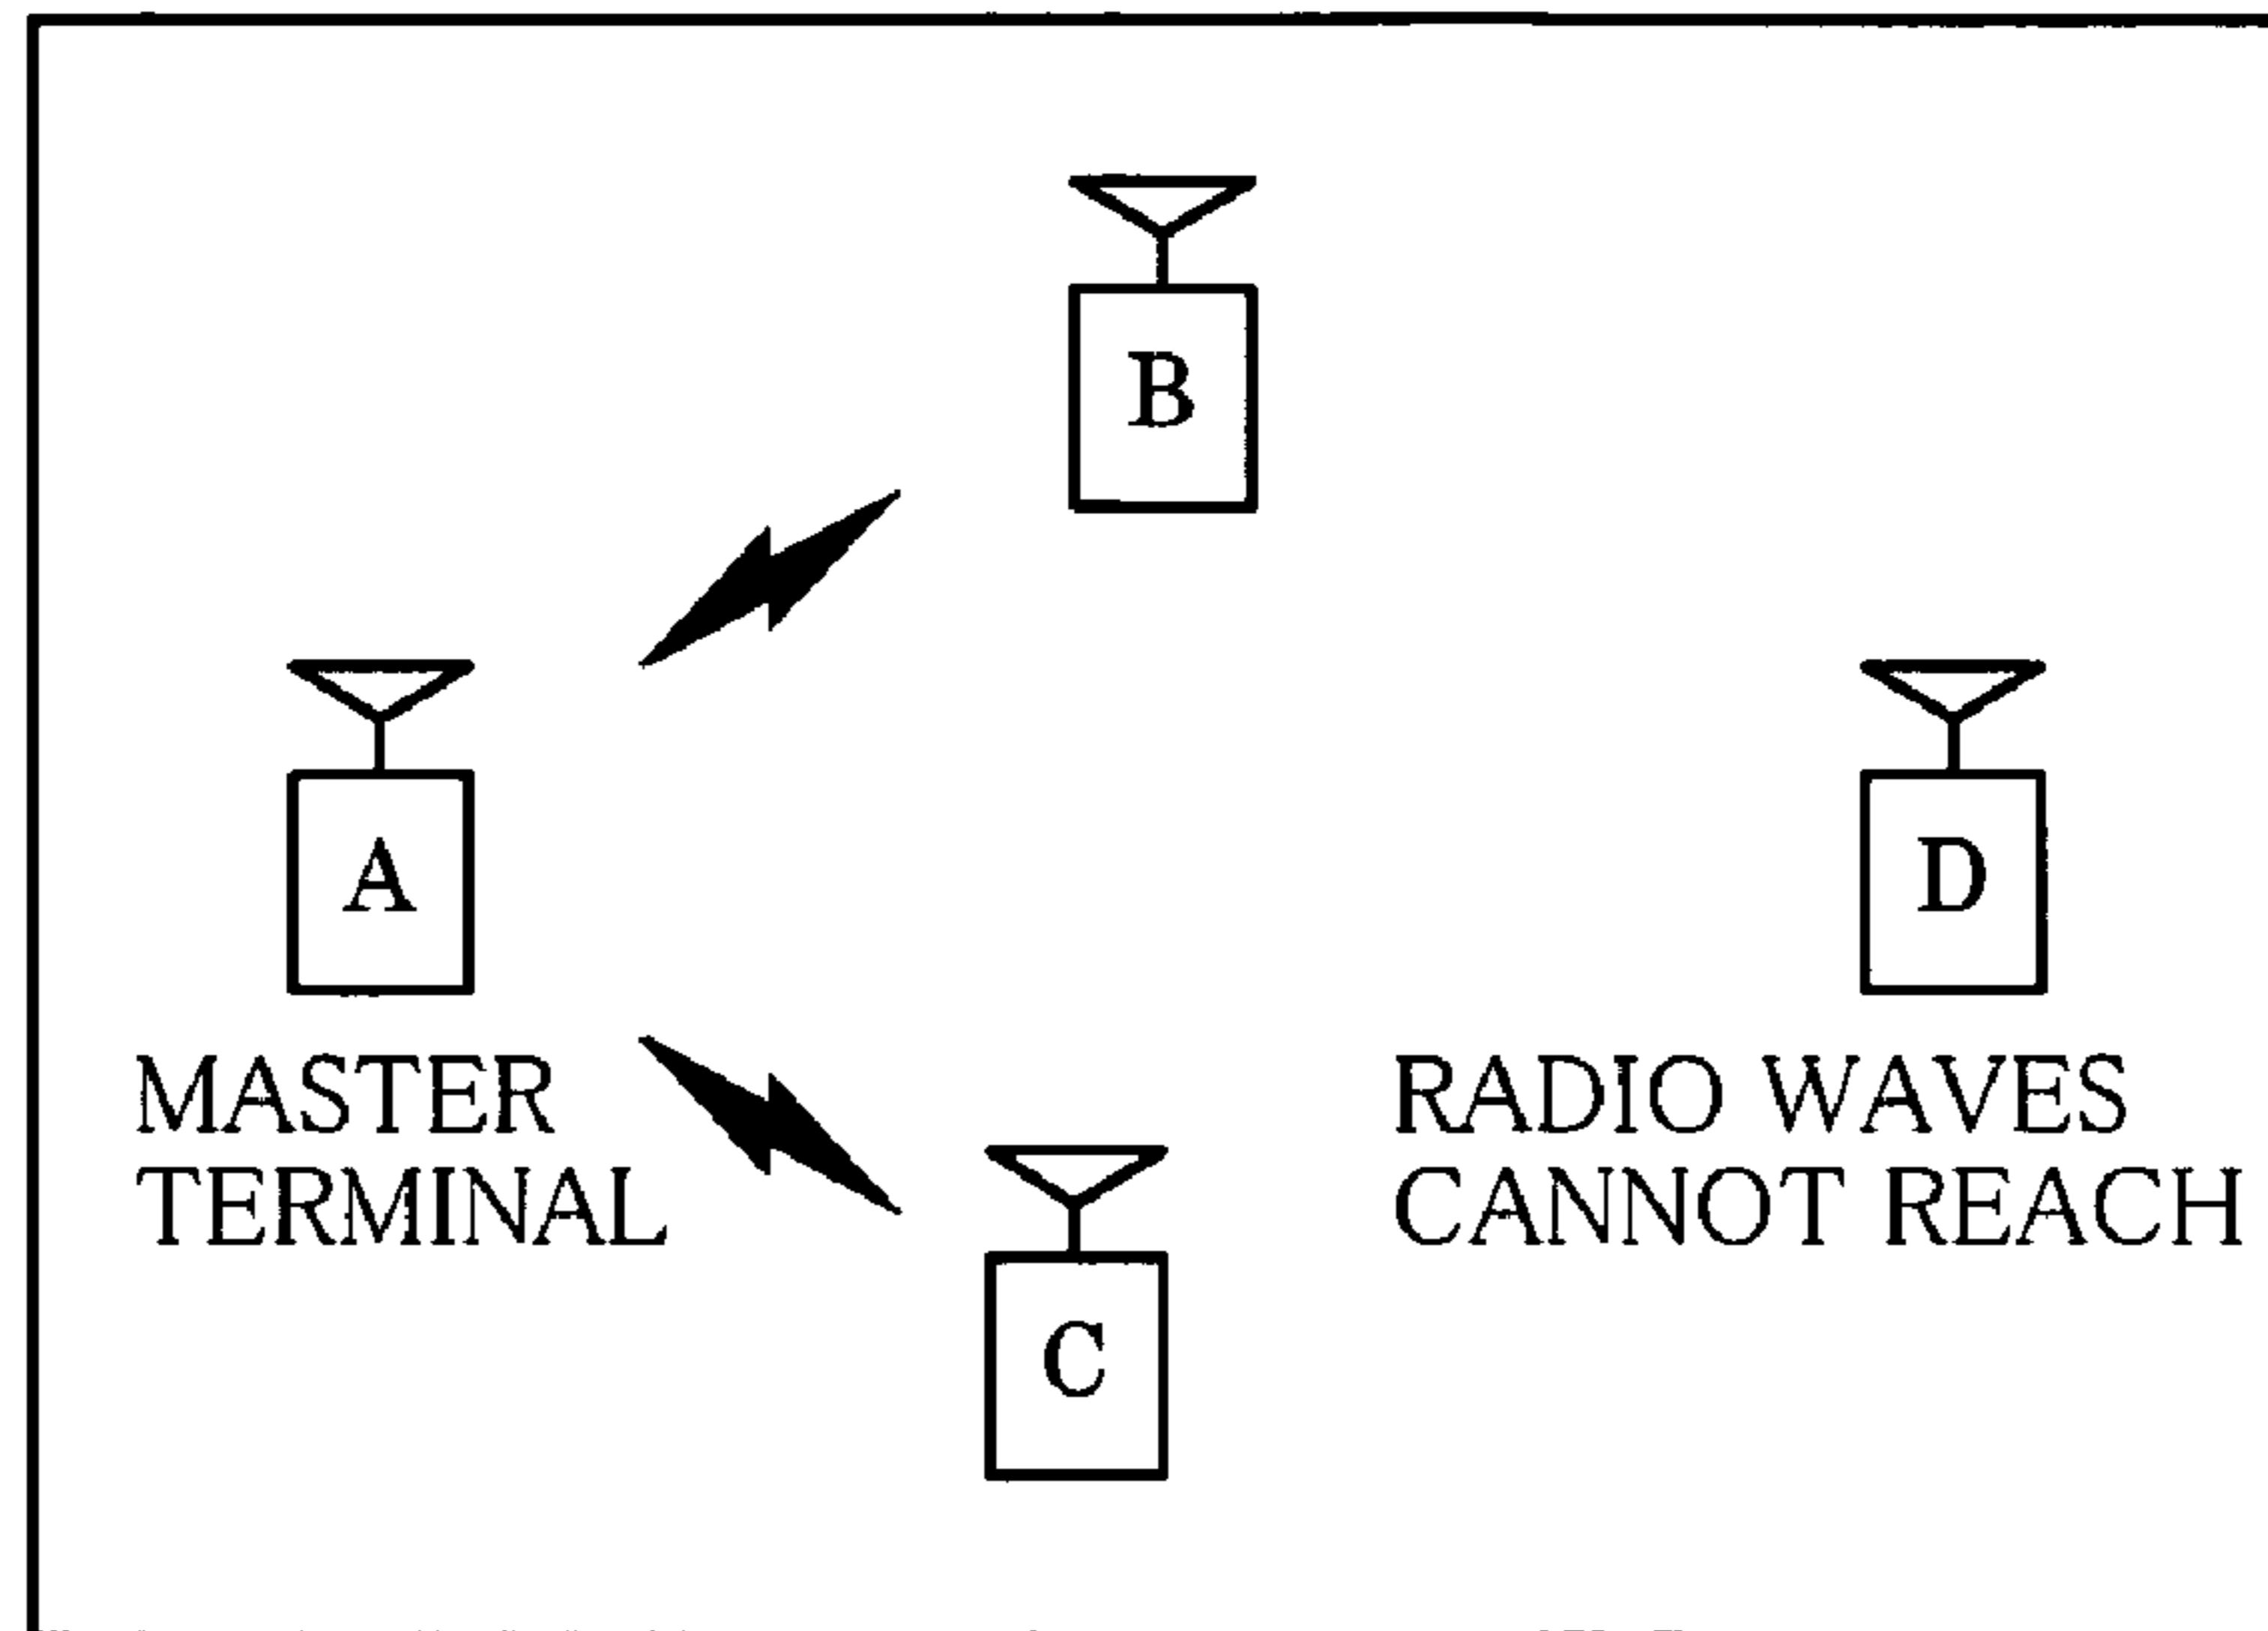 B
A
D
MASTER
TERMINAL
RADIO WAVES
CANNOT REACH
C